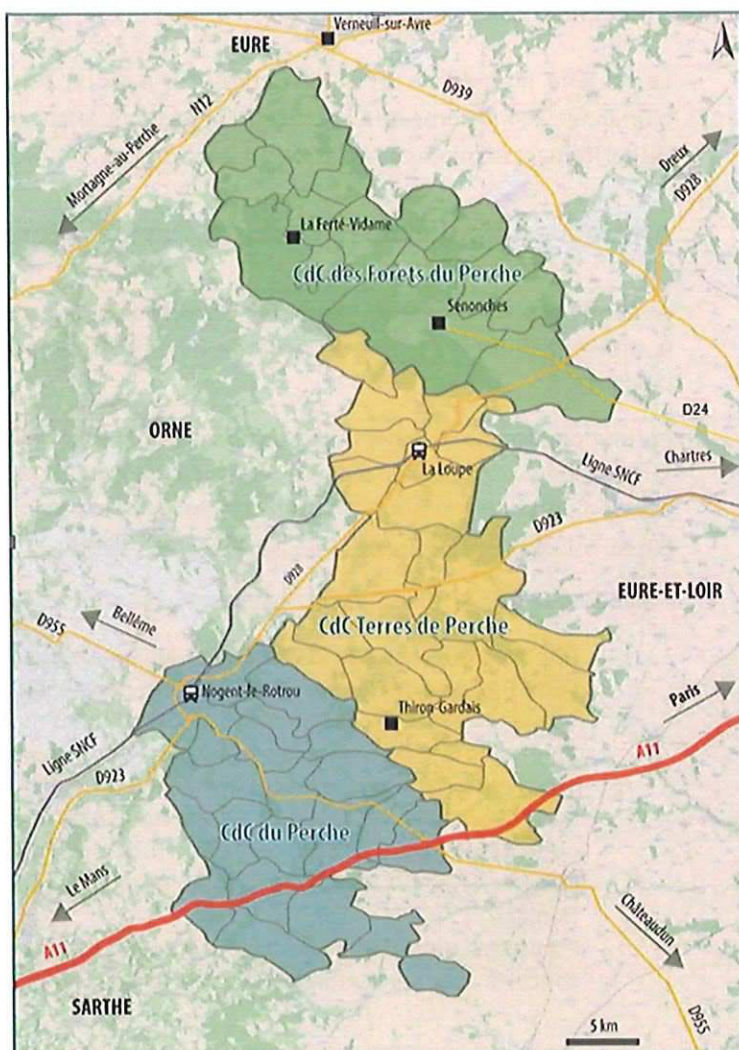 Verneuil-sur-Avre
EURE
D939
N12
Mortagne-au-Perche
Dreux
D928
La Ferté-Vidame
CdC des Forets du Perche
Senonches
ORNE
D24
La Loupe
Ligne SNCF
Chartres
D923
D928
EURE-ET-LOIR
D955
Bellême
CdC Terres de Perche
Nogent-le-Rotrou
Thiron-Gardais
Paris
Ligne SNCF
A11
D923
CdC du Perche
Le Mans
Châteaudun
A11
SARTHE
5 km
D955